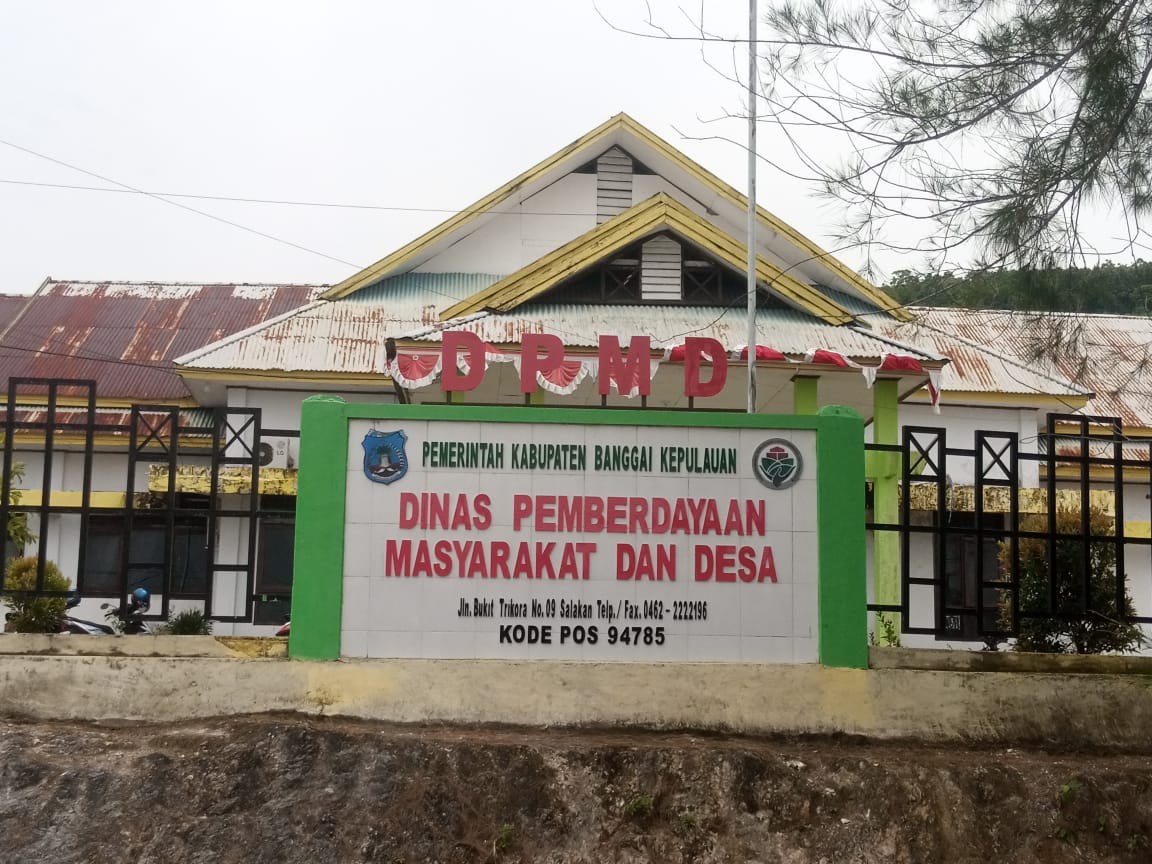 DPMD
PEMERINTAH KABUPATEN BANGGAI KEPULAUAN
DINAS PEMBERDAYAAN
MASYARAKAT DAN DESA
Jln. Bukit Trikora No. 09 Salakan Telp. / Fax. 0462 - 2222196
KODE POS 94785
LG